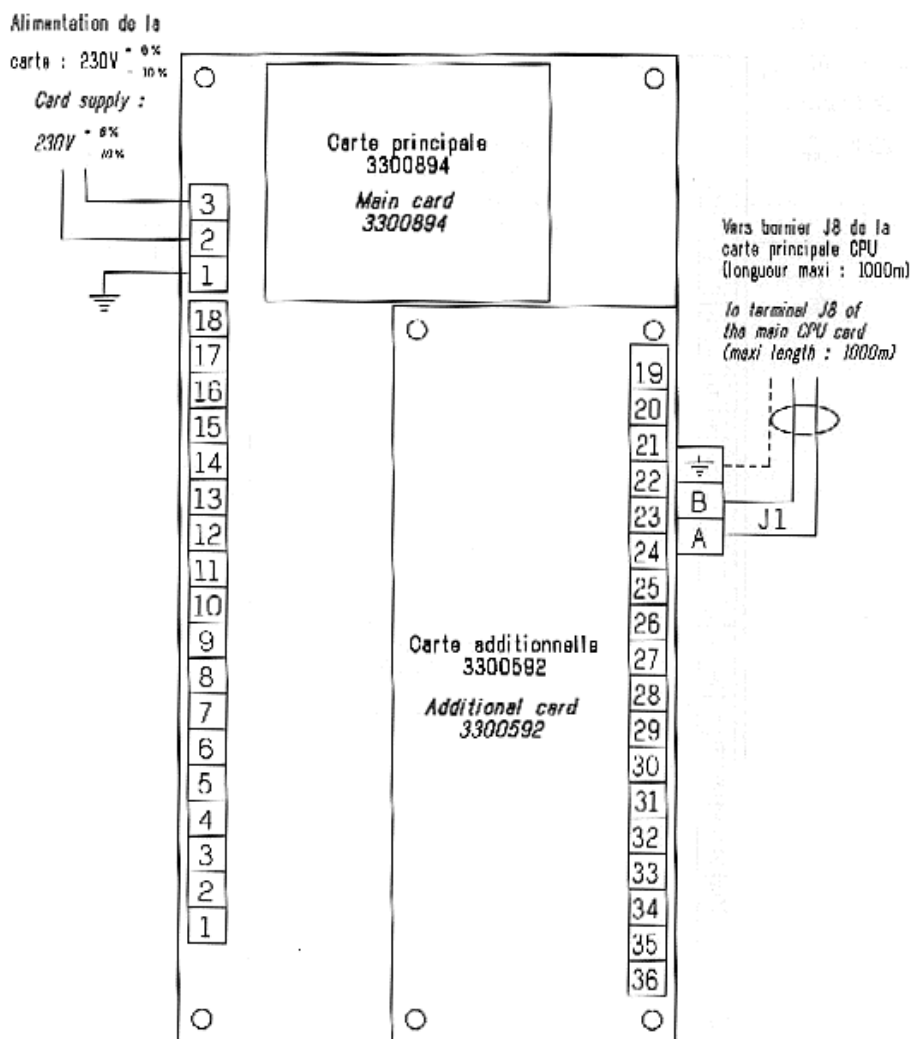 Alimentation de la
carte : 230V + 6%
- 10%
Card supply :
230V + 6%
- 10%
Carte principale
3300894
Main card
3300894
3
2
1
18
17
16
15
14
13
12
11
10
9
8
7
6
5
4
3
2
1
Vers bornier J8 de la
carte principale CPU
(longueur maxi : 1000m)
To terminal J8 of
the main CPU card
(maxi length : 1000m)
19
20
21
22
23
24
25
26
27
28
29
30
31
32
33
34
35
36
B
A
J1
Carte additionnelle
3300592
Additional card
3300592